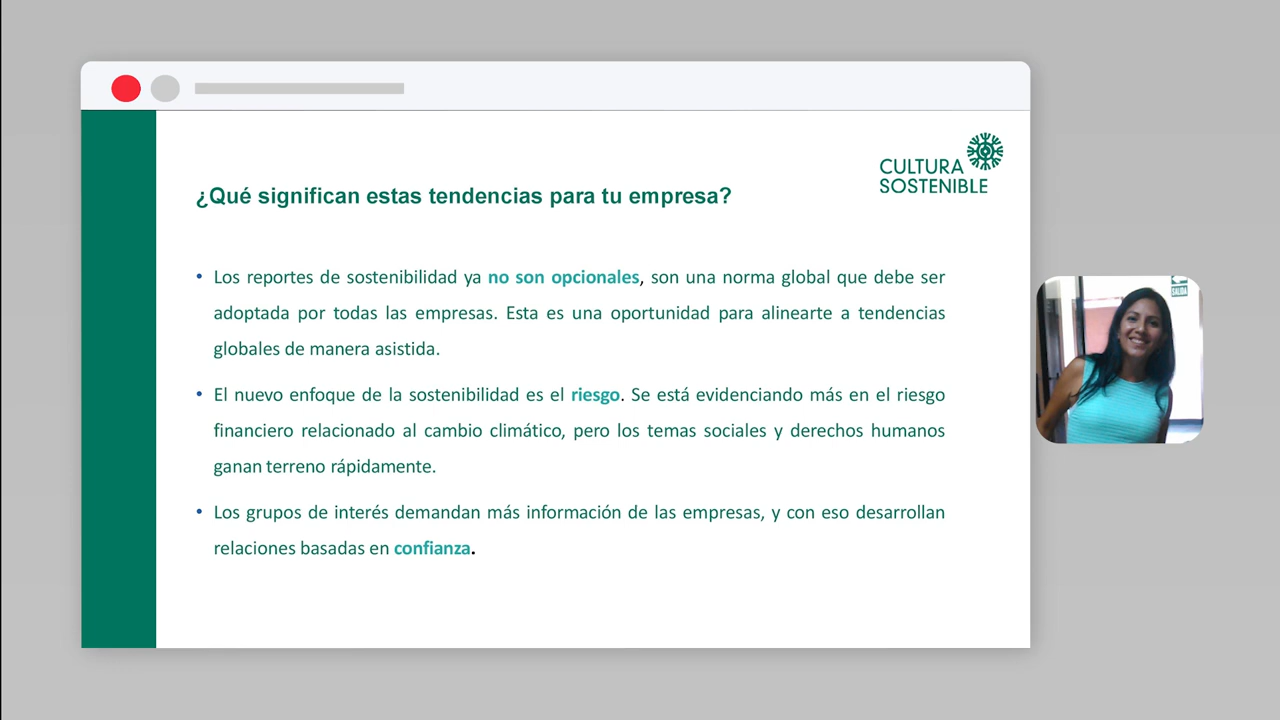 CULTURA
SOSTENIBLE
¿Qué significan estas tendencias para tu empresa?
• Los reportes de sostenibilidad ya no son opcionales, son una norma global que debe ser
adoptada por todas las empresas. Esta es una oportunidad para alinearte a tendencias
globales de manera asistida.
• El nuevo enfoque de la sostenibilidad es el riesgo. Se está evidenciando más en el riesgo
financiero relacionado al cambio climático, pero los temas sociales y derechos humanos
ganan terreno rápidamente.
• Los grupos de interés demandan más información de las empresas, y con eso desarrollan
relaciones basadas en confianza.
SALIDA